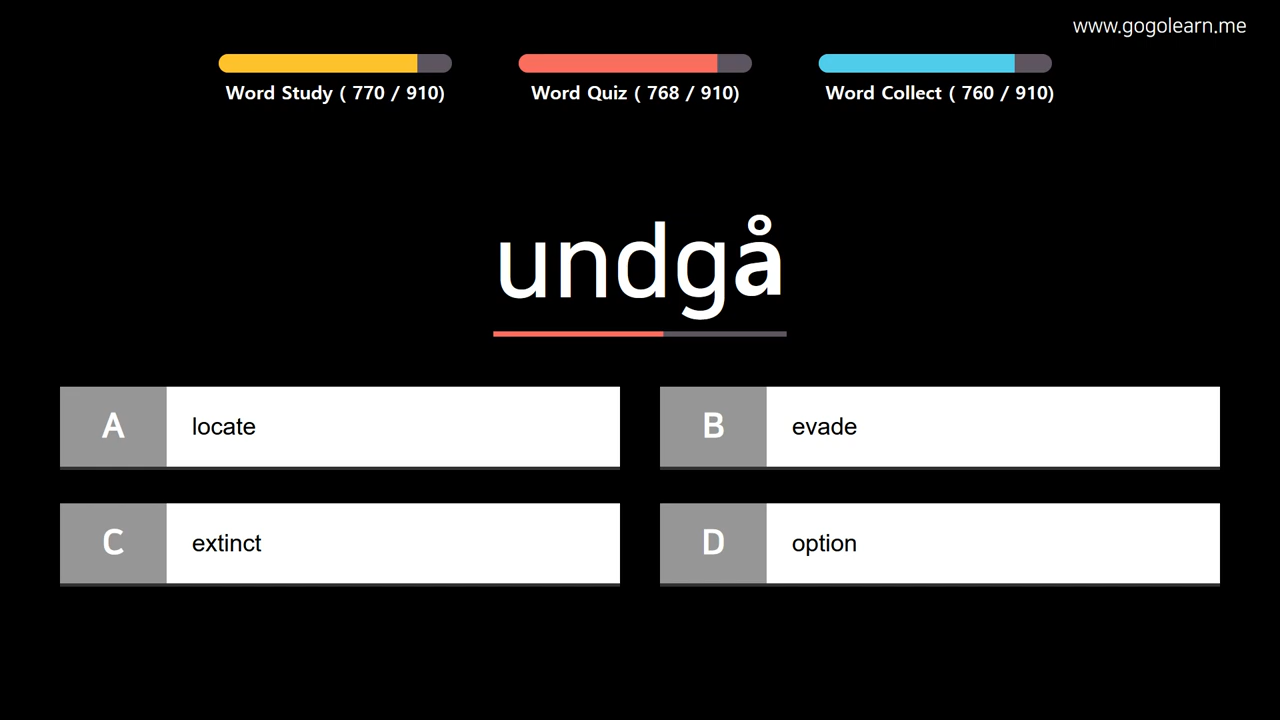 www.gogolearn.me
Word Study ( 770 / 910)
Word Quiz ( 768 / 910)
Word Collect ( 760 / 910)
undgå
A locate
B evade
C extinct
D option